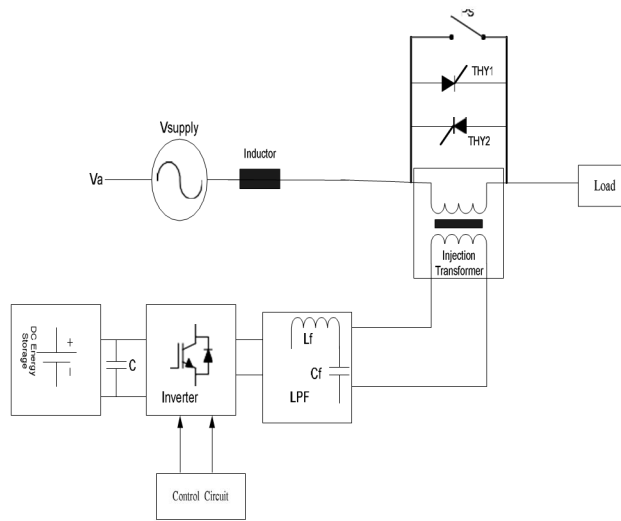 THY1
THY2
Vsupply
Inductor
Va
Load
Injection
Transformer
DC Energy
Storage
+
−
C
Inverter
Lf
Cf
LPF
Control Circuit